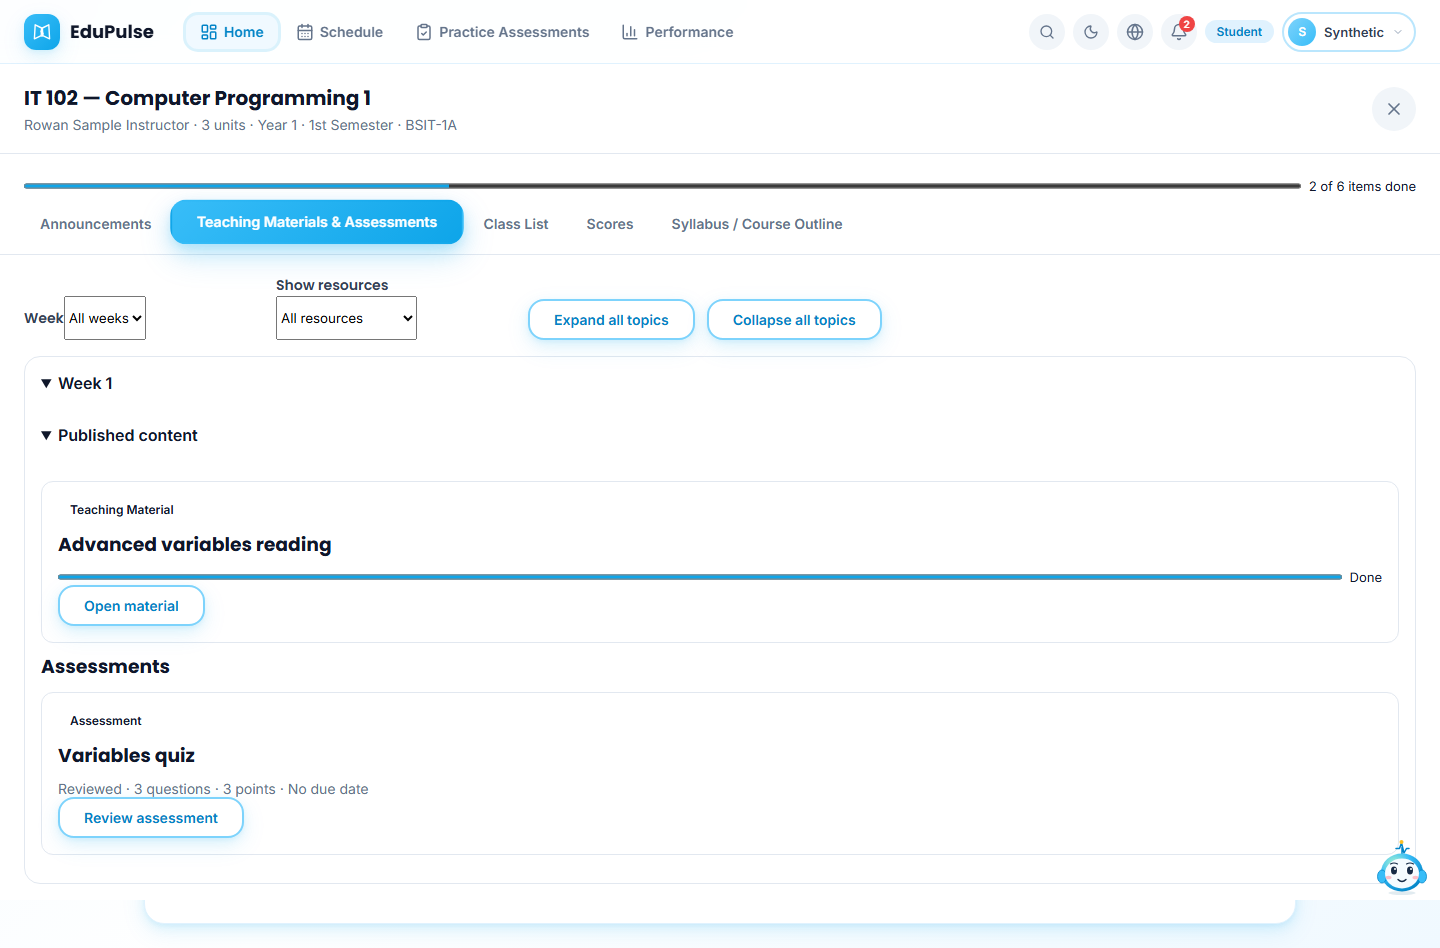 EduPulse
Home
Schedule
Practice Assessments
Performance
2
Student
S
Synthetic
IT 102 — Computer Programming 1
Rowan Sample Instructor · 3 units · Year 1 · 1st Semester · BSIT-1A
2 of 6 items done
Announcements
Teaching Materials & Assessments
Class List
Scores
Syllabus / Course Outline
Show resources
Week
All weeks
All resources
Expand all topics
Collapse all topics
Week 1
Published content
Teaching Material
Advanced variables reading
Done
Open material
Assessments
Assessment
Variables quiz
Reviewed · 3 questions · 3 points · No due date
Review assessment